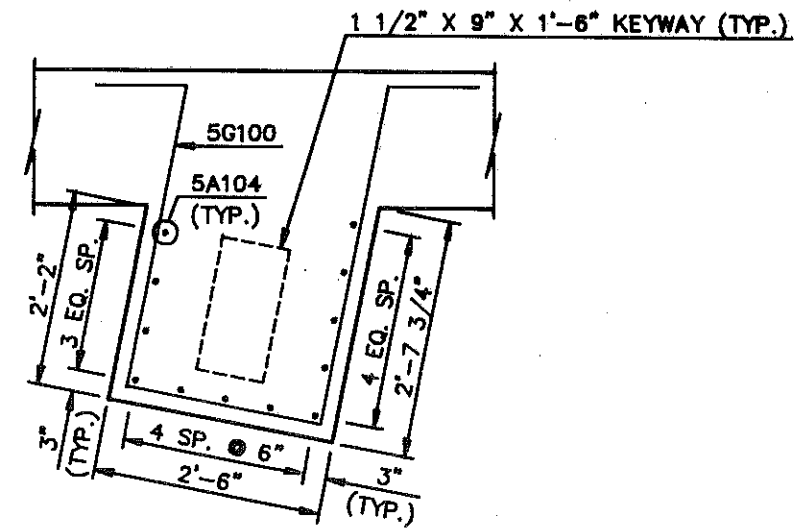 1 1/2" X 9" X 1'-6" KEYWAY (TYP.)
5G100
5A104
(TYP.)
2'-2"
3 EQ. SP.
4 EQ. SP.
2'-7 3/4"
3"
(TYP.)
4 SP. @ 6"
2'-6"
3"
(TYP.)